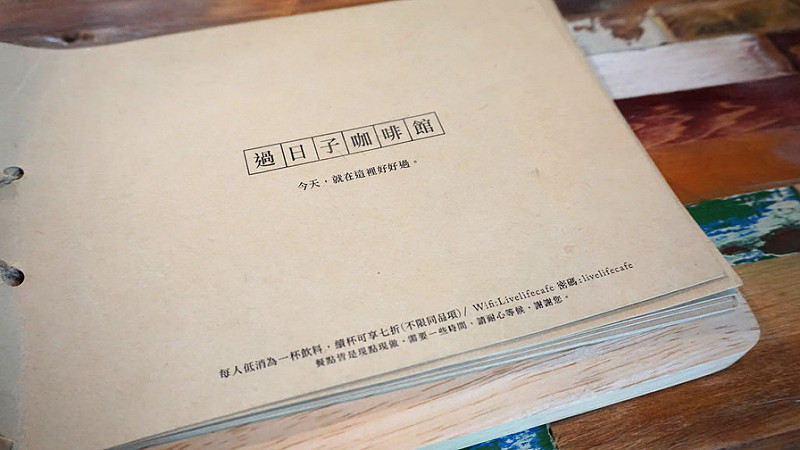 過日子咖啡館
今天，就在這裡好好過。
每人低消為一杯飲料，續杯可享七折(不限同品項) / Wifi:Livelifecafe 密碼:livelifecafe
餐點皆是現點現做，需要一些時間，請耐心等候，謝謝您。